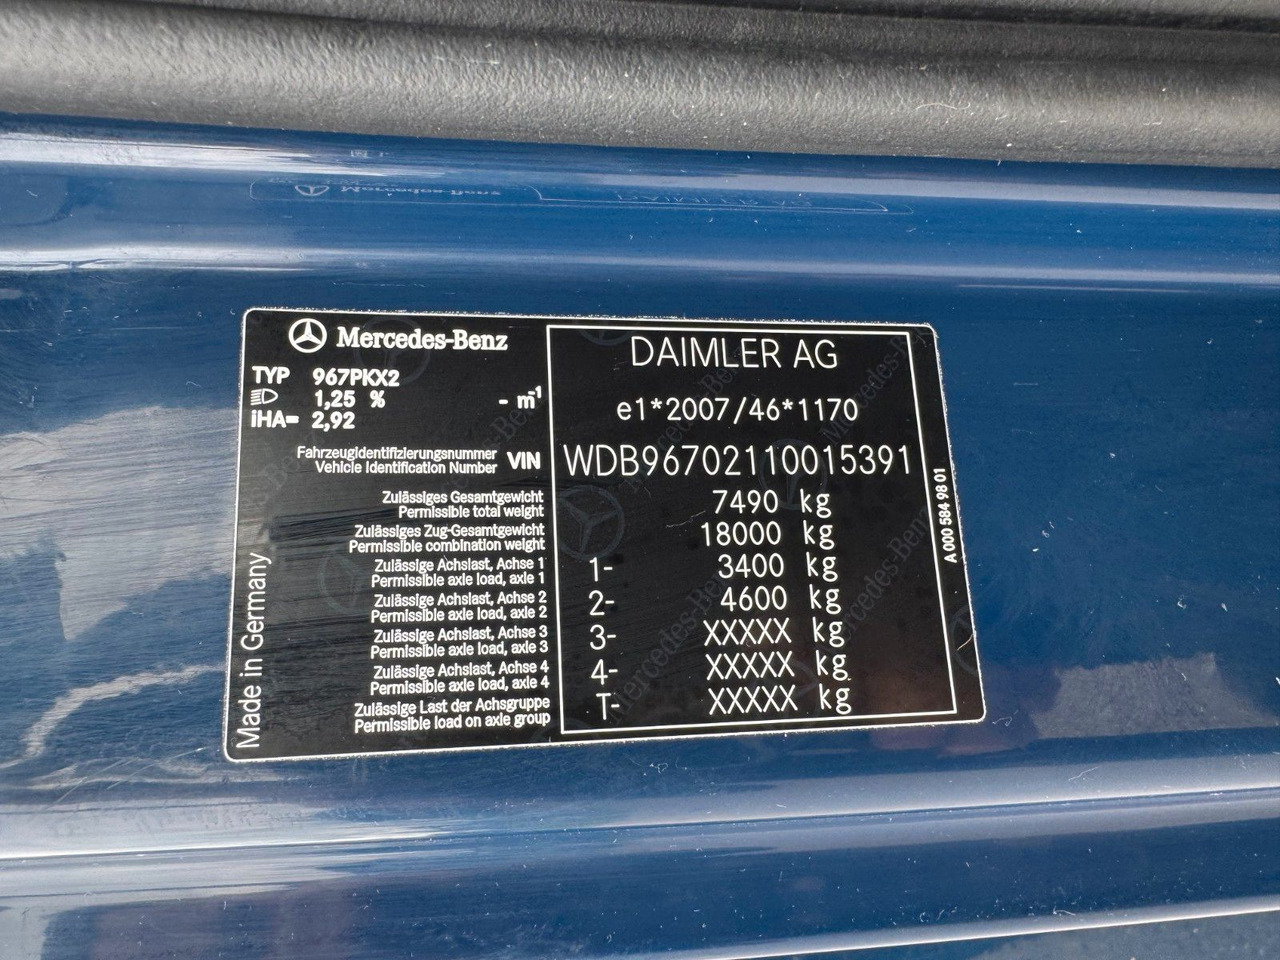 Mercedes-Benz
TYP 967PKX2
1,25 % - m-1
iHA= 2,92
Fahrzeugidentifizierungsnummer
Vehicle Identification Number VIN
Zulässiges Gesamtgewicht
Permissible total weight
Zulässiges Zug-Gesamtgewicht
Permissible combination weight
Zulässige Achslast, Achse 1
Permissible axle load, axle 1
Zulässige Achslast, Achse 2
Permissible axle load, axle 2
Zulässige Achslast, Achse 3
Permissible axle load, axle 3
Zulässige Achslast, Achse 4
Permissible axle load, axle 4
Zulässige Last der Achsgruppe
Permissible load on axle group
Made in Germany
DAIMLER AG
e1*2007/46*1170
WDB96702110015391
7490 kg
18000 kg
1- 3400 kg
2- 4600 kg
3- XXXXX kg
4- XXXXX kg
T- XXXXX kg
A 000 584 98 01